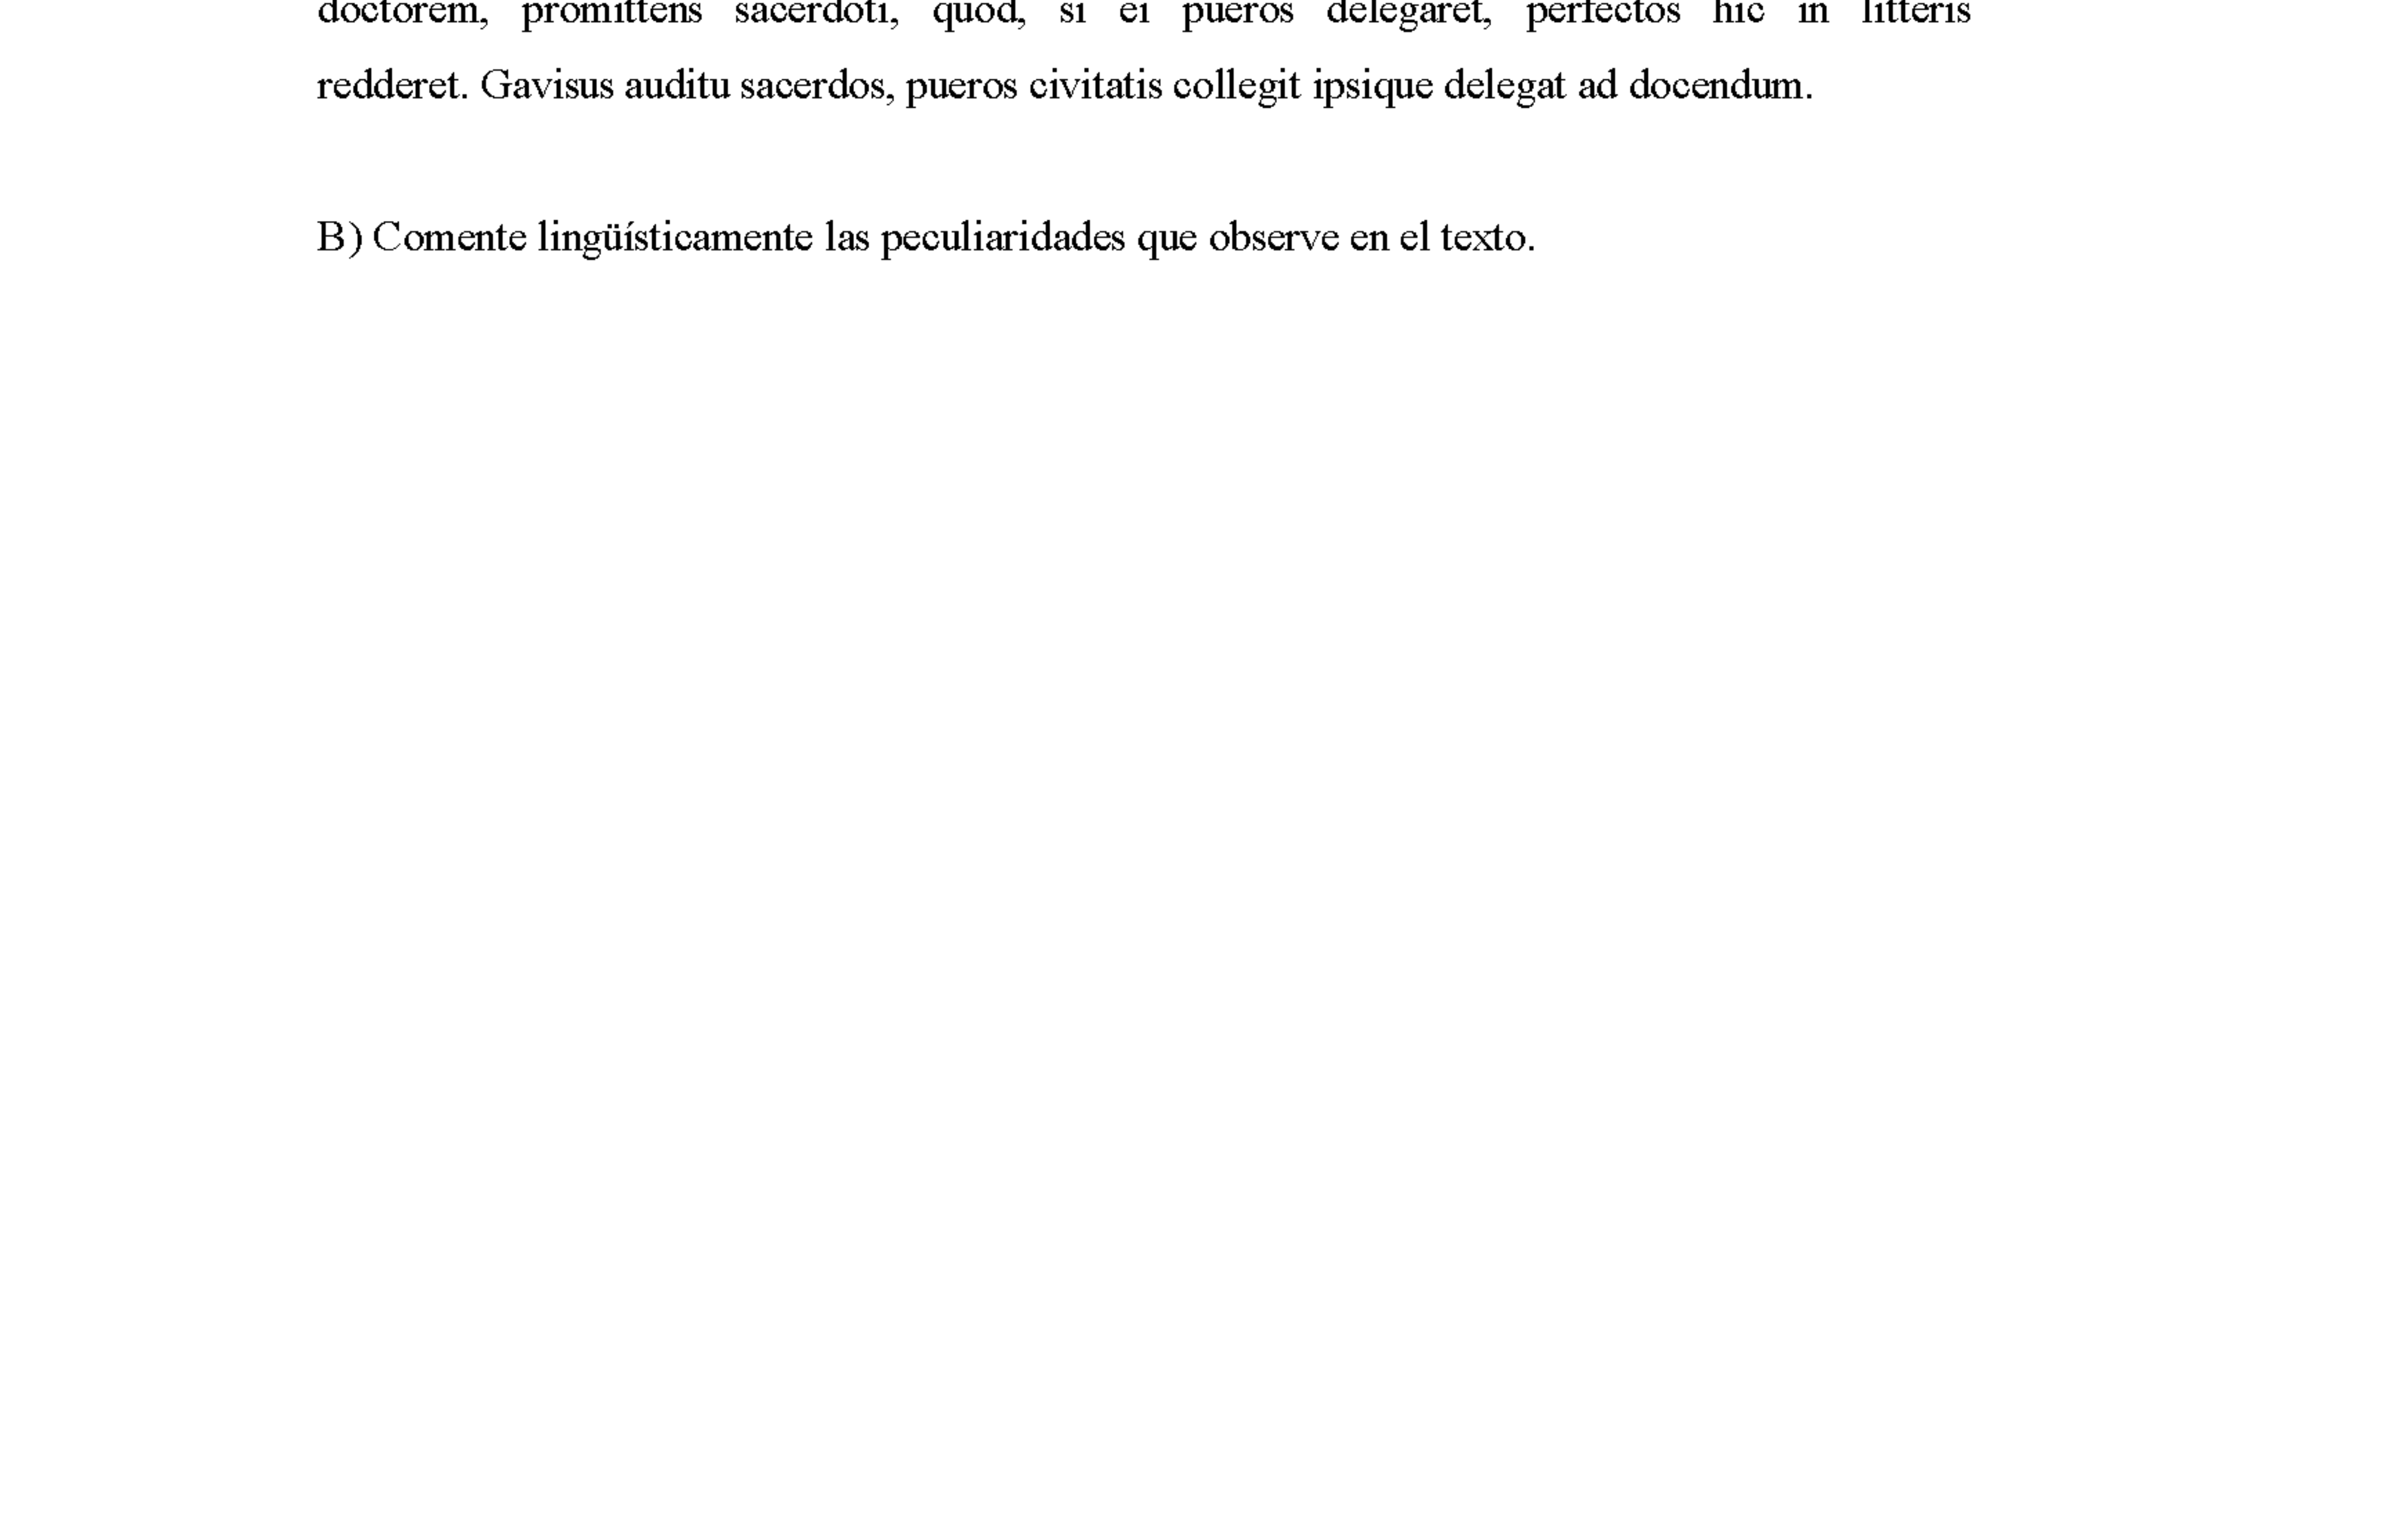 doctorem, promittens sacerdoti, quod, si ei pueros delegaret, perfectos hic in litteris
redderet. Gavisus auditu sacerdos, pueros civitatis collegit ipsique delegat ad docendum.
B) Comente lingüísticamente las peculiaridades que observe en el texto.